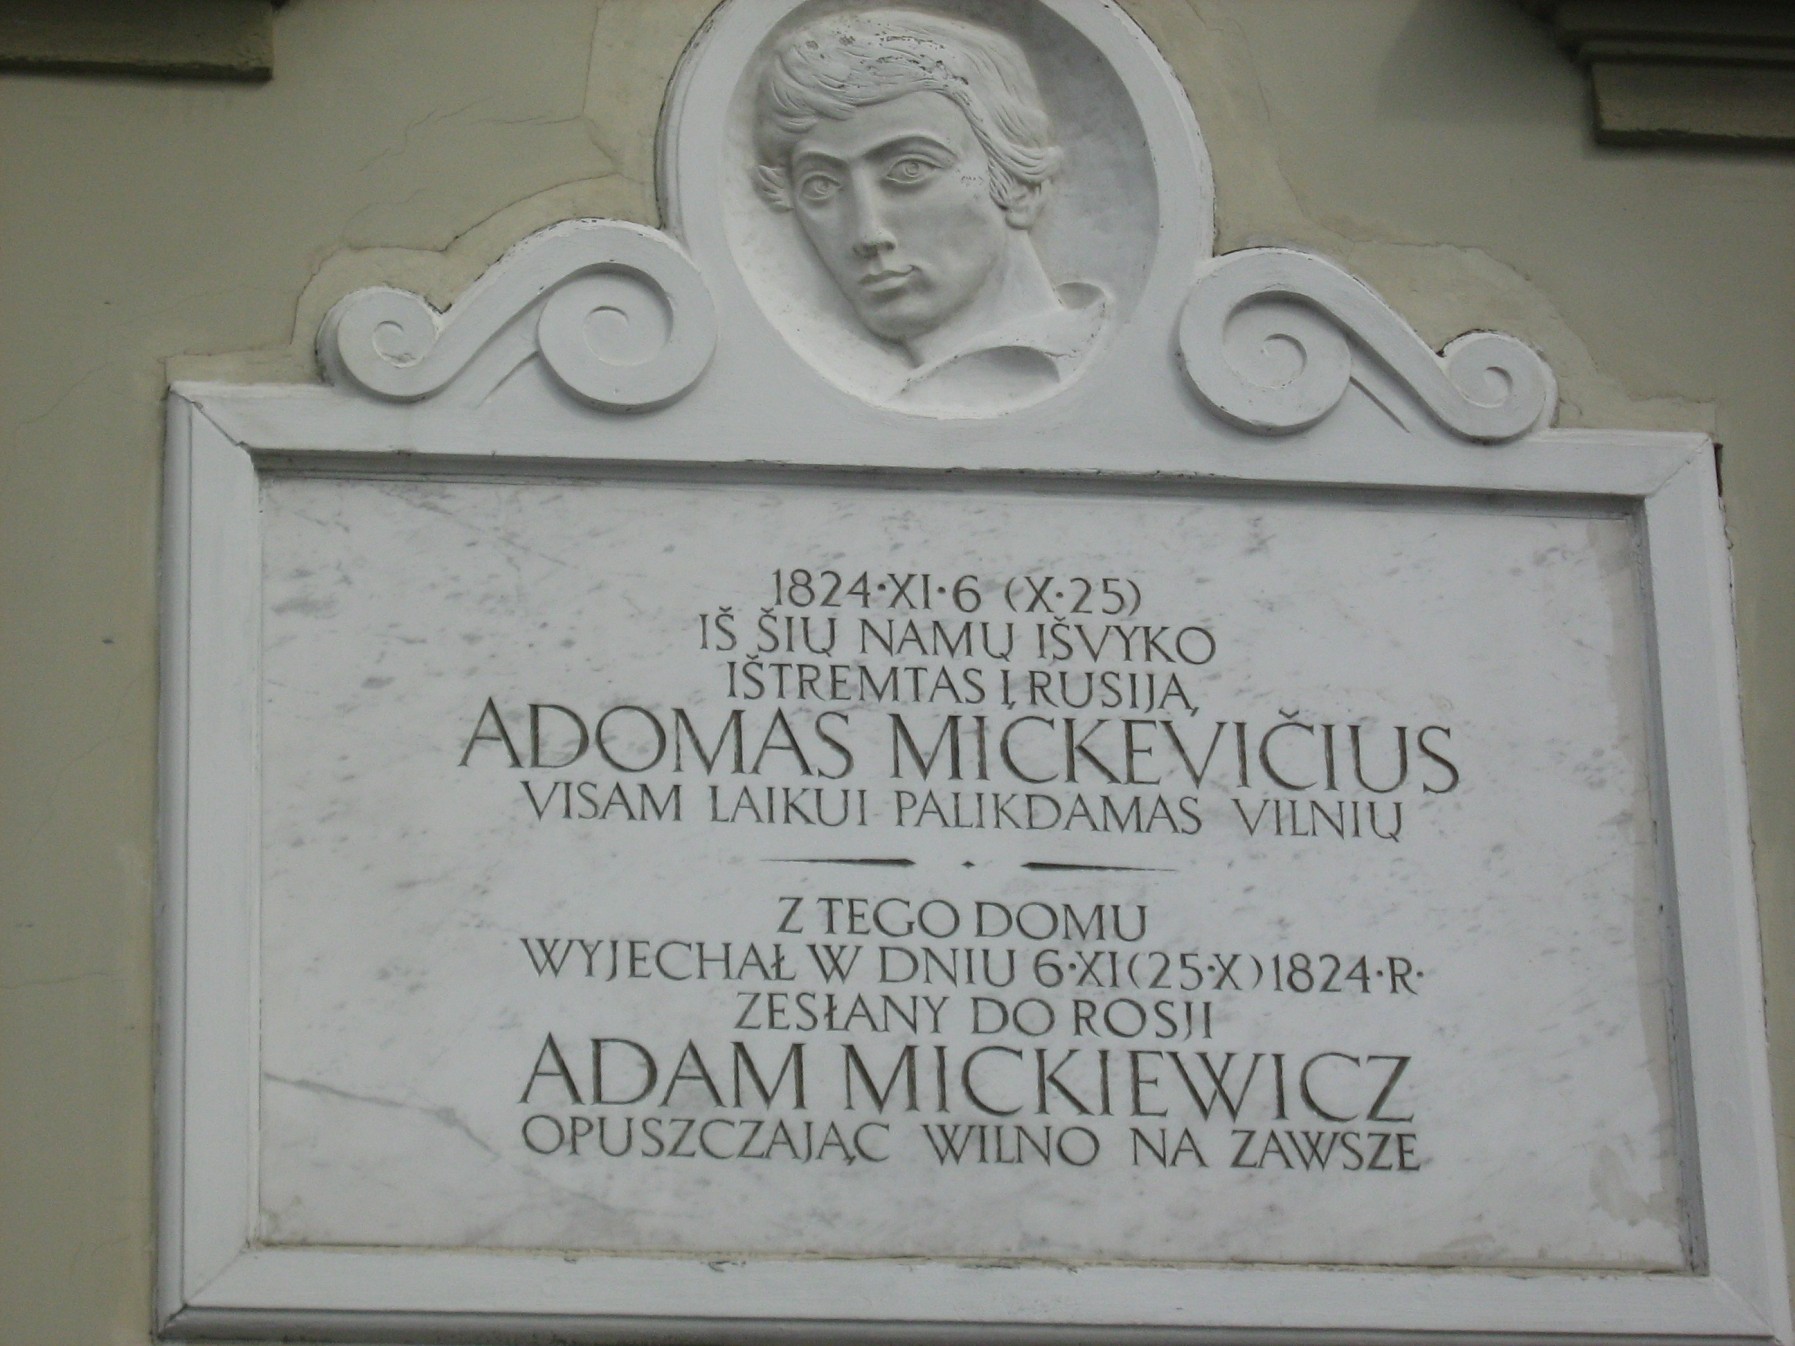 1824·XI·6 (X·25)
IŠ ŠIŲ NAMŲ IŠVYKO
IŠTREMTAS Į RUSIJĄ
ADOMAS MICKEVIČIUS
VISAM LAIKUI PALIKDAMAS VILNIŲ
Z TEGO DOMU
WYJECHAŁ W DNIU 6·XI(25·X)1824·R·
ZESŁANY DO ROSJI
ADAM MICKIEWICZ
OPUSZCZAJĄC WILNO NA ZAWSZE